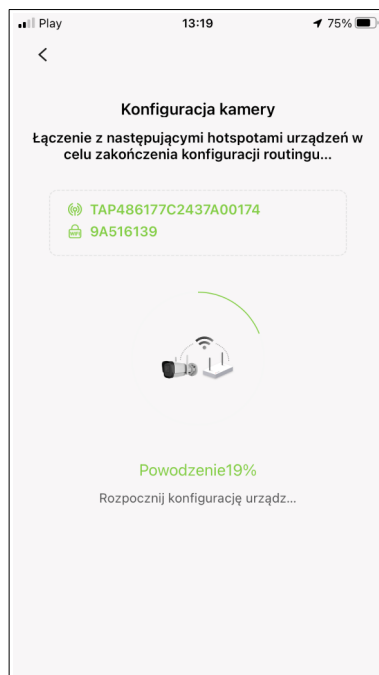 Play 13:19 75%
Konfiguracja kamery
Łączenie z następującymi hotspotami urządzeń w
celu zakończenia konfiguracji routingu...
TAP486177C2437A00174
WIFI 9A516139
Powodzenie19%
Rozpocznij konfigurację urządz...